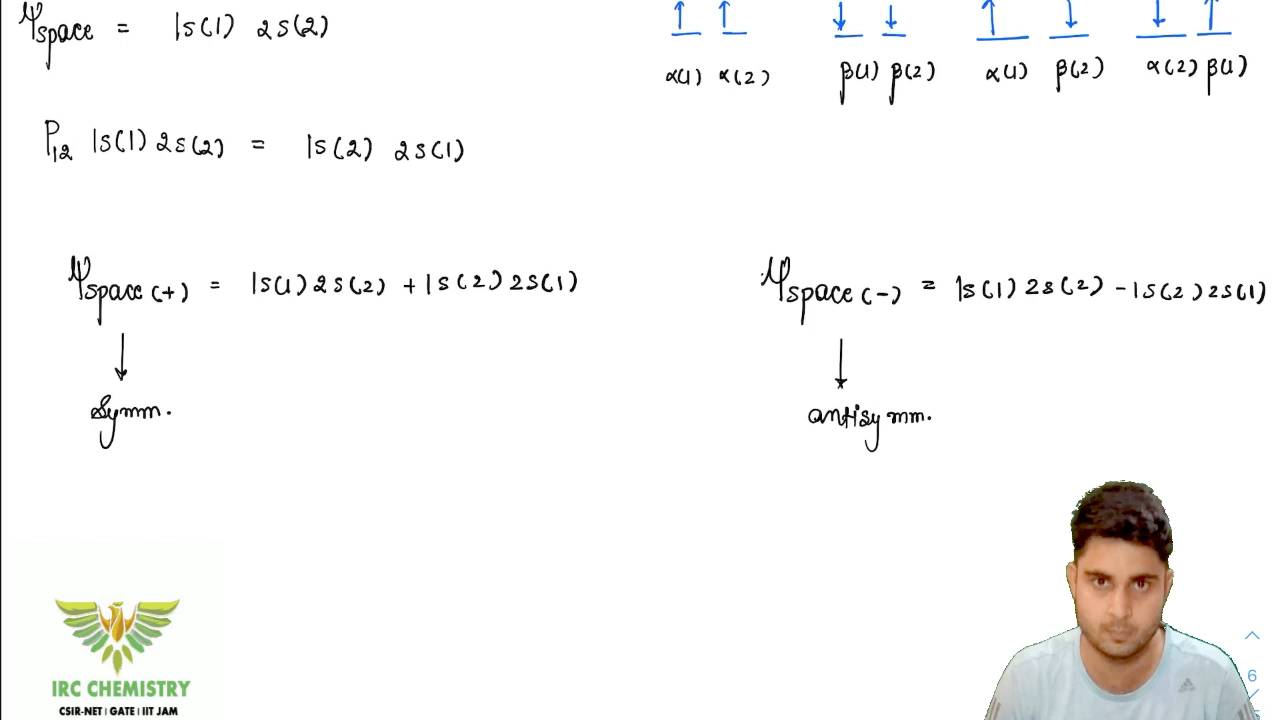 Ψspace = 1s(1) 2s(2)
α(1) α(2) β(1) β(2) α(1) β(2) α(2) β(1)
P12 1s(1) 2s(2) = 1s(2) 2s(1)
Ψspace(+) = 1s(1) 2s(2) + 1s(2) 2s(1)
Ψspace(-) = 1s(1) 2s(2) - 1s(2) 2s(1)
Symm.
antisymm.
IRC CHEMISTRY
CSIR-NET | GATE | IIT JAM
6